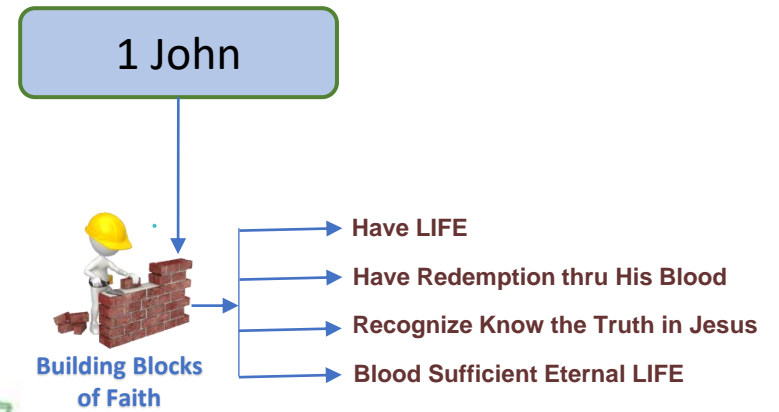 1 John
Have LIFE
Have Redemption thru His Blood
Recognize Know the Truth in Jesus
Blood Sufficient Eternal LIFE
Building Blocks
of Faith